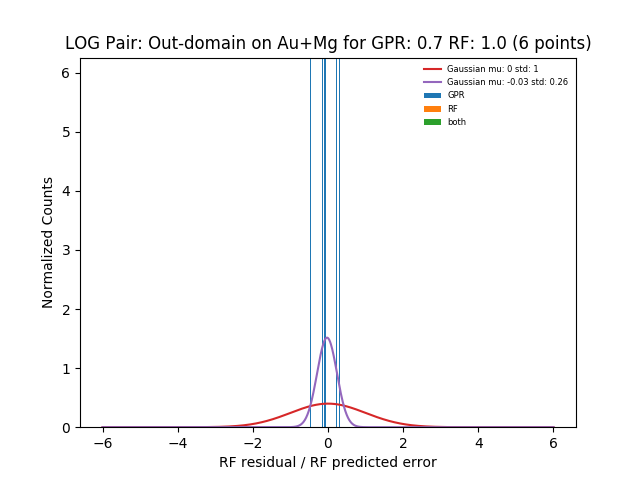 LOG Pair: Out-domain on Au+Mg for GPR: 0.7 RF: 1.0 (6 points)
Gaussian mu: 0 std: 1
Gaussian mu: -0.03 std: 0.26
GPR
RF
both
Normalized Counts
6
5
4
3
2
1
0
−6 −4 −2 0 2 4 6
RF residual / RF predicted error